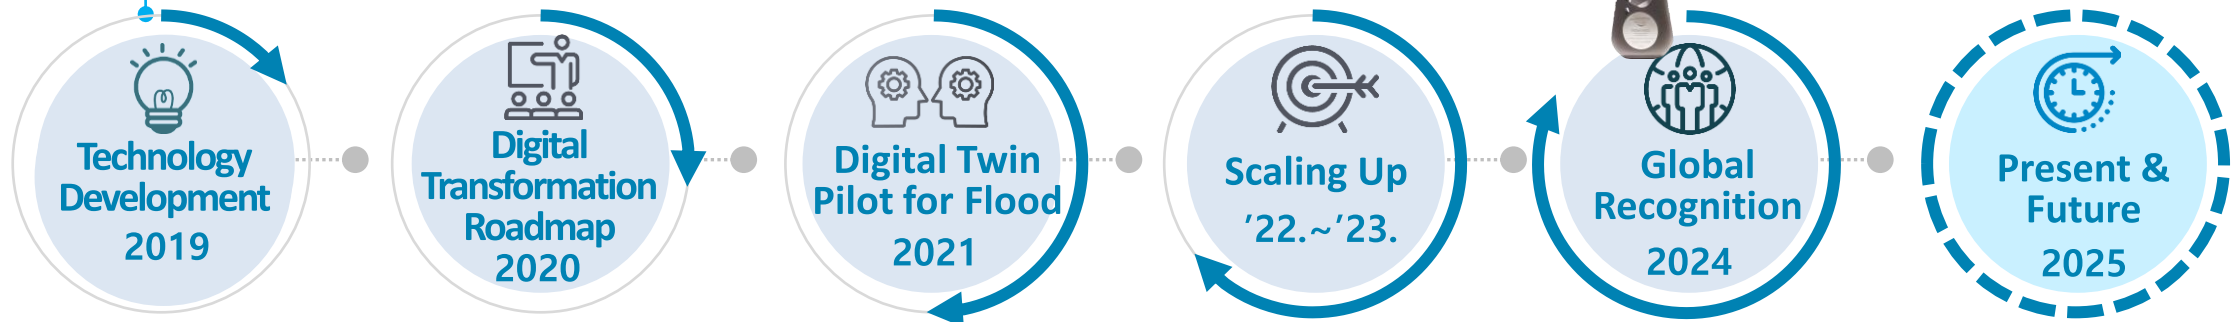 Technology
Development
2019
Digital
Transformation
Roadmap
2020
Digital Twin
Pilot for Flood
2021
Scaling Up
’22.~’23.
Global
Recognition
2024
Present &
Future
2025